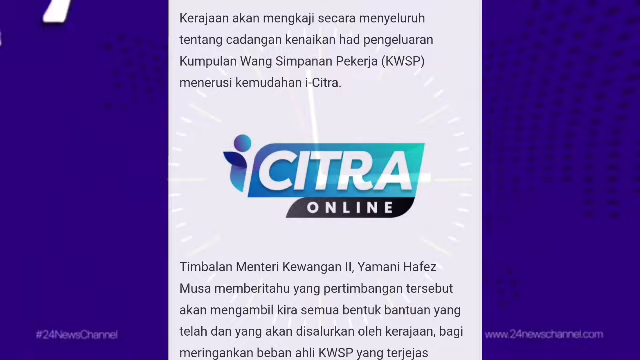 Kerajaan akan mengkaji secara menyeluruh
tentang cadangan kenaikan had pengeluaran
Kumpulan Wang Simpanan Pekerja (KWSP)
menerusi kemudahan i-Citra.
iCITRA
ONLINE
Timbalan Menteri Kewangan II, Yamani Hafez
Musa memberitahu yang pertimbangan tersebut
akan mengambil kira semua bentuk bantuan yang
telah dan yang akan disalurkan oleh kerajaan, bagi
meringankan beban ahli KWSP yang terjejas
#24NewsChannel
www.24newschannel.com